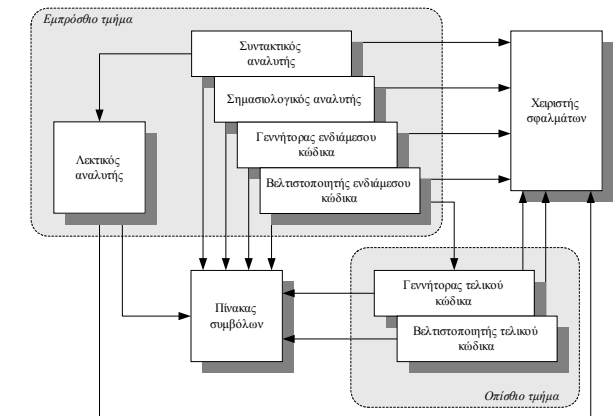 Εμπρόσθιο τμήμα
Συντακτικός
αναλυτής
Σημασιολογικός αναλυτής
Γεννήτορας ενδιάμεσου
κώδικα
Βελτιστοποιητής ενδιάμεσου
κώδικα
Λεκτικός
αναλυτής
Χειριστής
σφαλμάτων
Πίνακας
συμβόλων
Γεννήτορας τελικού
κώδικα
Βελτιστοποιητής τελικού
κώδικα
Οπίσθιο τμήμα